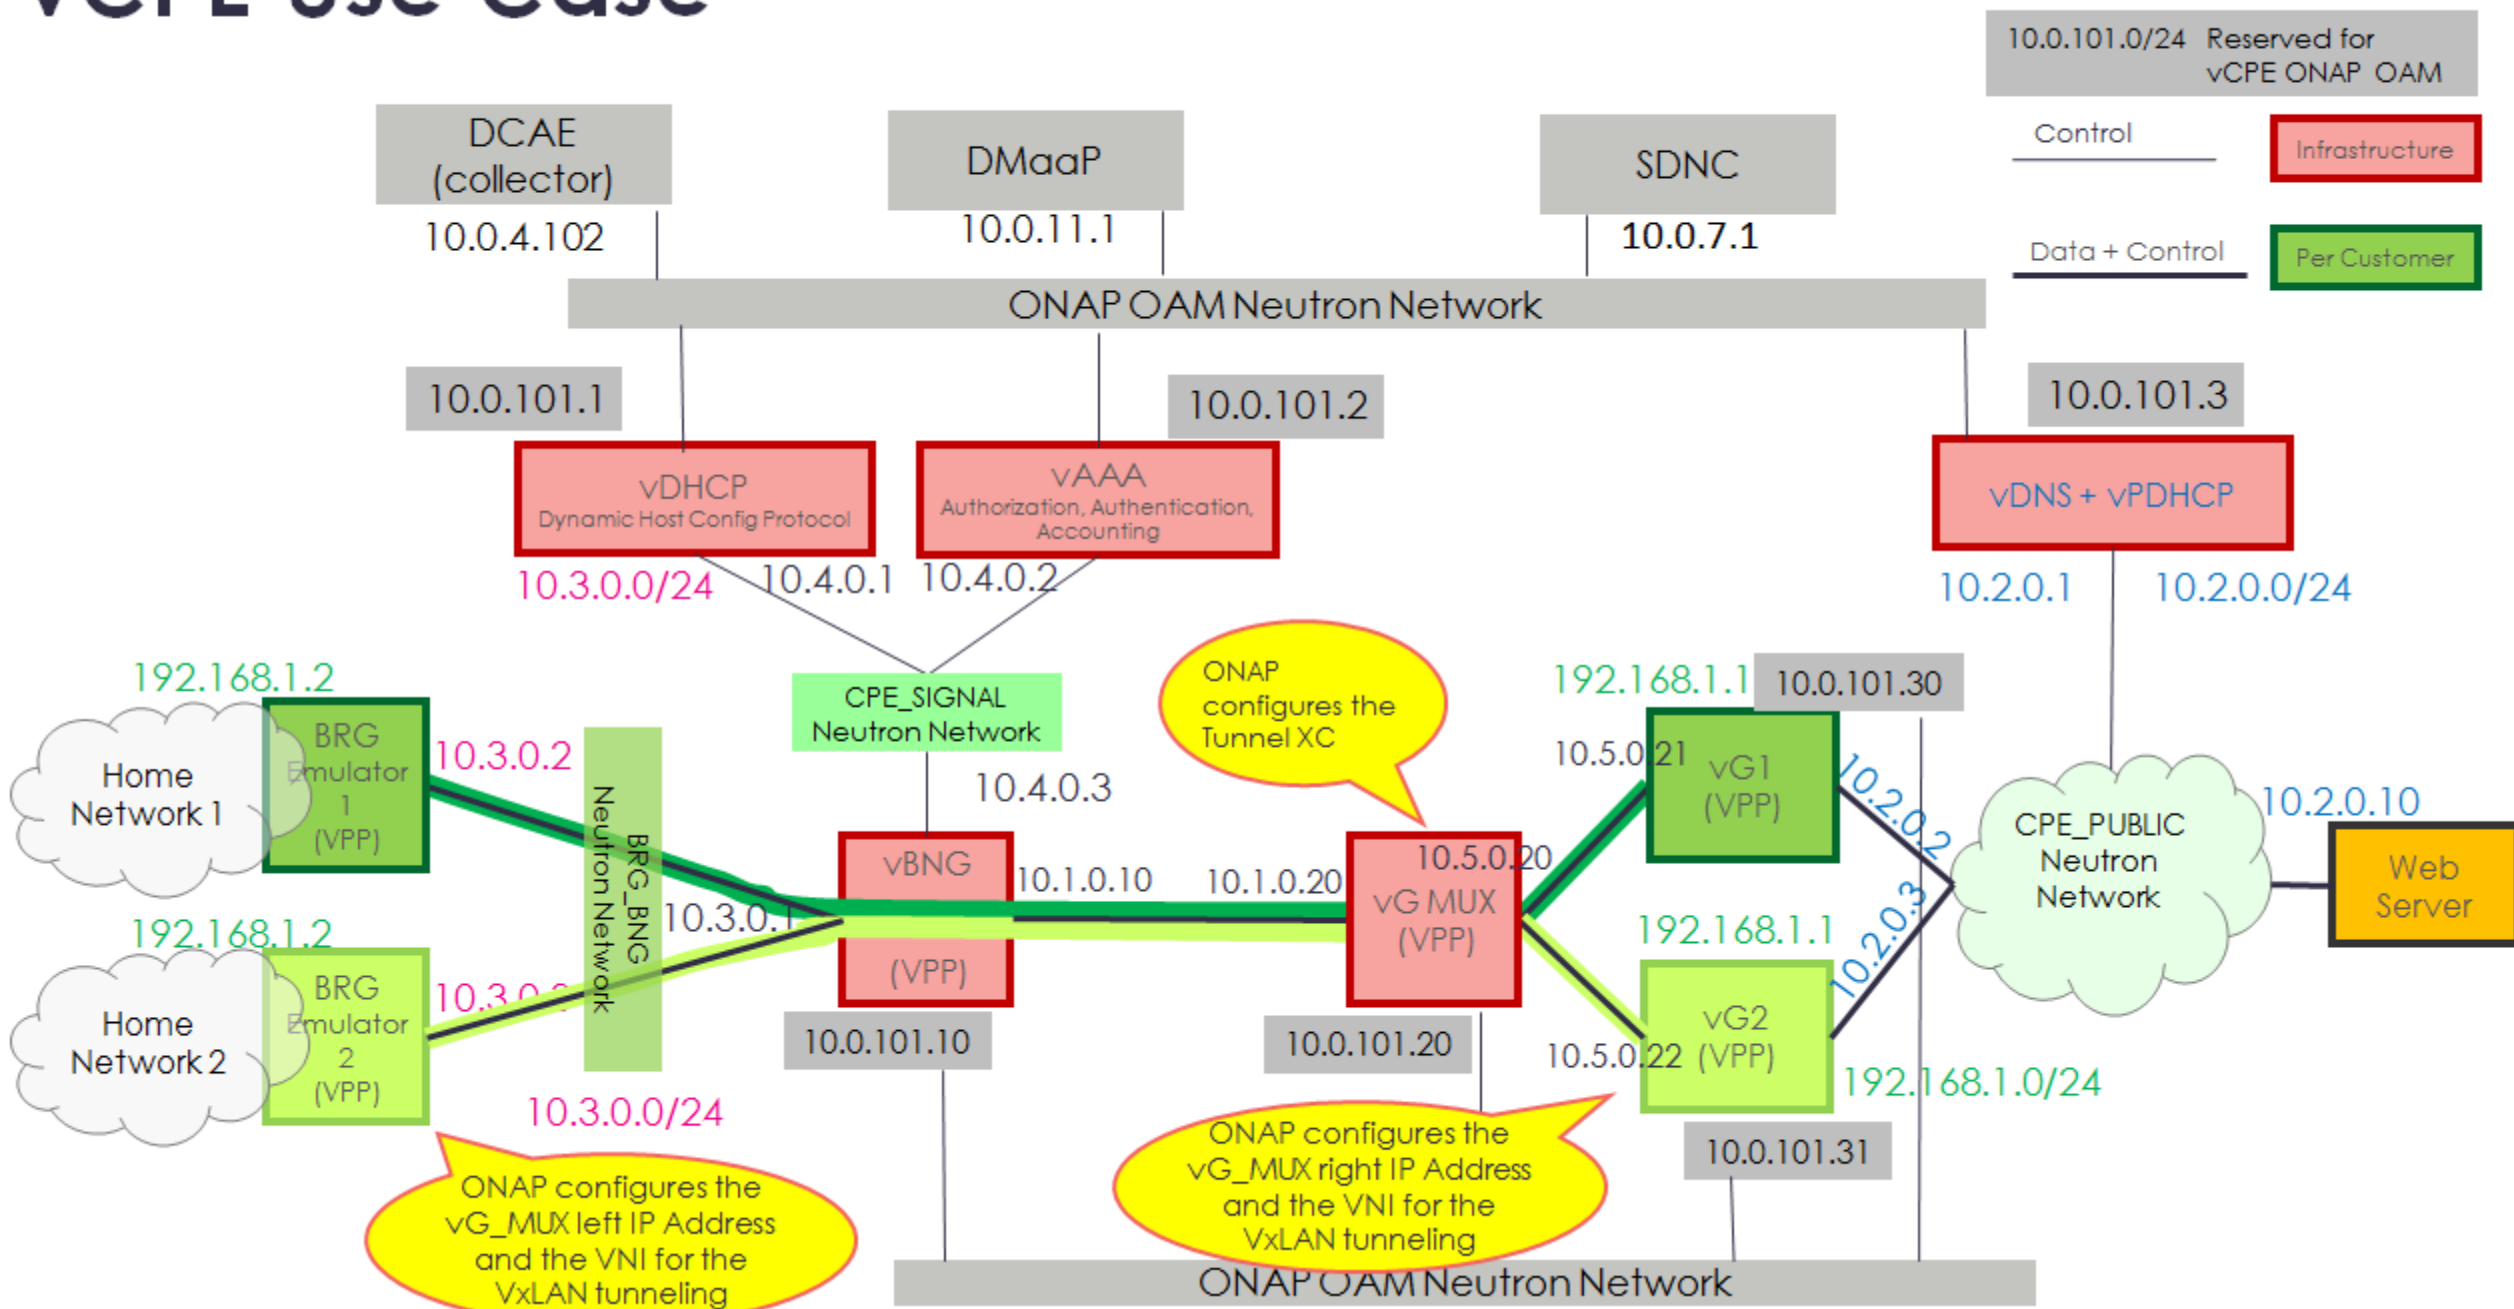 vCPE Use Case
10.0.101.0/24 Reserved for
vCPE ONAP OAM
Control
Infrastructure
Data + Control
Per Customer
DCAE
(collector)
10.0.4.102
DMaaP
10.0.11.1
SDNC
10.0.7.1
ONAP OAM Neutron Network
10.0.101.1
10.0.101.2
10.0.101.3
vDHCP
Dynamic Host Config Protocol
vAAA
Authorization, Authentication,
Accounting
vDNS + vPDHCP
10.3.0.0/24
10.4.0.1
10.4.0.2
10.2.0.1
10.2.0.0/24
CPE_SIGNAL
Neutron Network
10.4.0.3
ONAP
configures the
Tunnel XC
192.168.1.2
Home
Network 1
BRG
Emulator
1
(VPP)
10.3.0.2
192.168.1.2
Home
Network 2
BRG
Emulator
2
(VPP)
BRG_BNG
Neutron Network
10.3.0.1
10.3.0.0/24
vBNG
(VPP)
10.1.0.10
10.1.0.20
10.0.101.10
10.5.0.20
vG MUX
(VPP)
10.0.101.20
192.168.1.1
10.0.101.30
10.5.0.21
vG1
(VPP)
10.2.0.2
192.168.1.1
10.2.0.3
vG2
(VPP)
10.5.0.22
192.168.1.0/24
10.0.101.31
CPE_PUBLIC
Neutron
Network
10.2.0.10
Web
Server
ONAP configures the
vG_MUX left IP Address
and the VNI for the
VxLAN tunneling
ONAP configures the
vG_MUX right IP Address
and the VNI for the
VxLAN tunneling
ONAP OAM Neutron Network